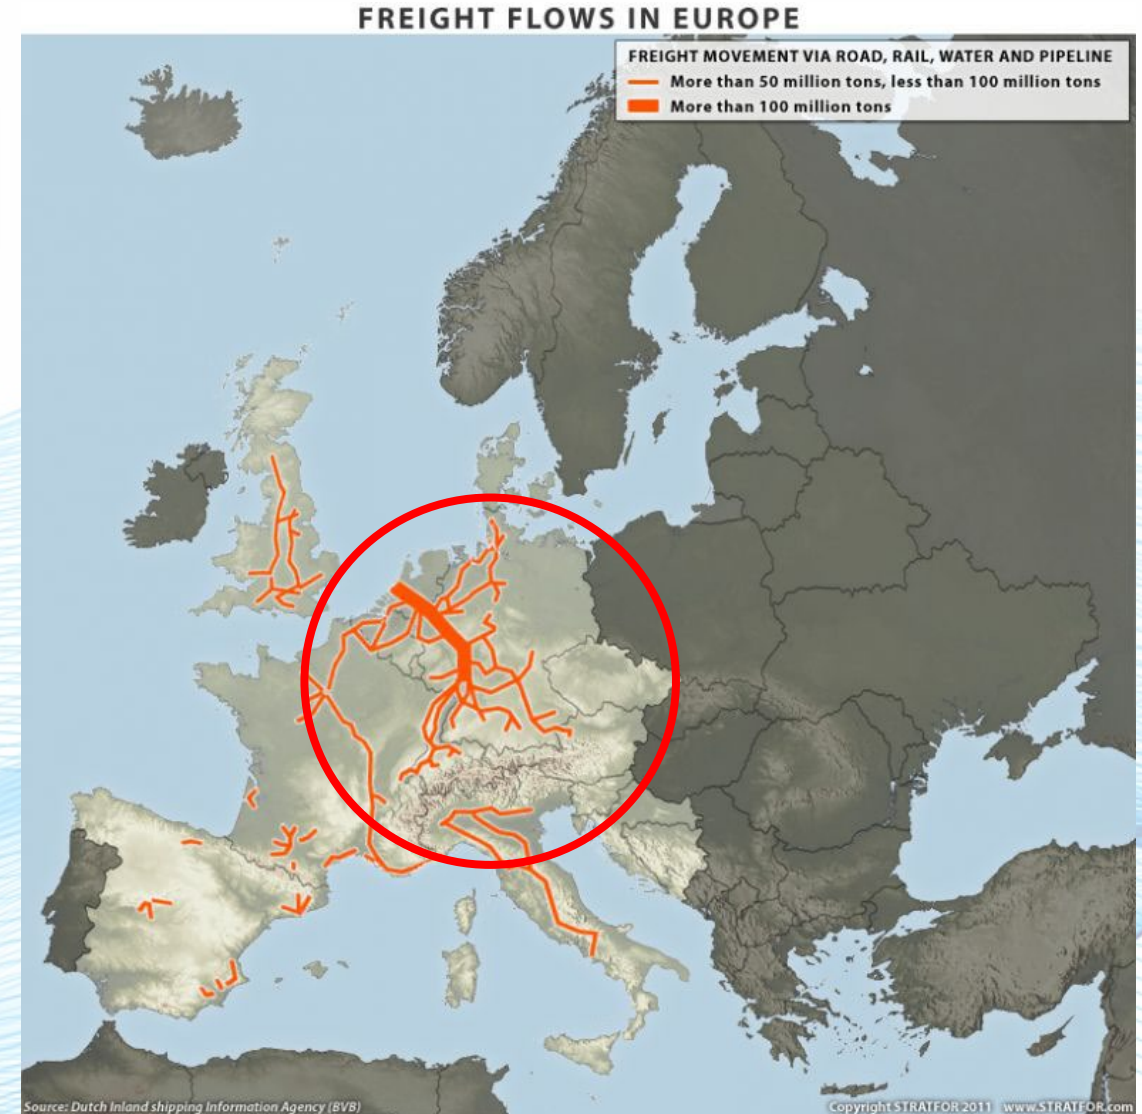 FREIGHT FLOWS IN EUROPE
FREIGHT MOVEMENT VIA ROAD, RAIL, WATER AND PIPELINE
More than 50 million tons, less than 100 million tons
More than 100 million tons
Source: Dutch Inland shipping Information Agency (BVB)
Copyright STRATFOR 2011 www.STRATFOR.com